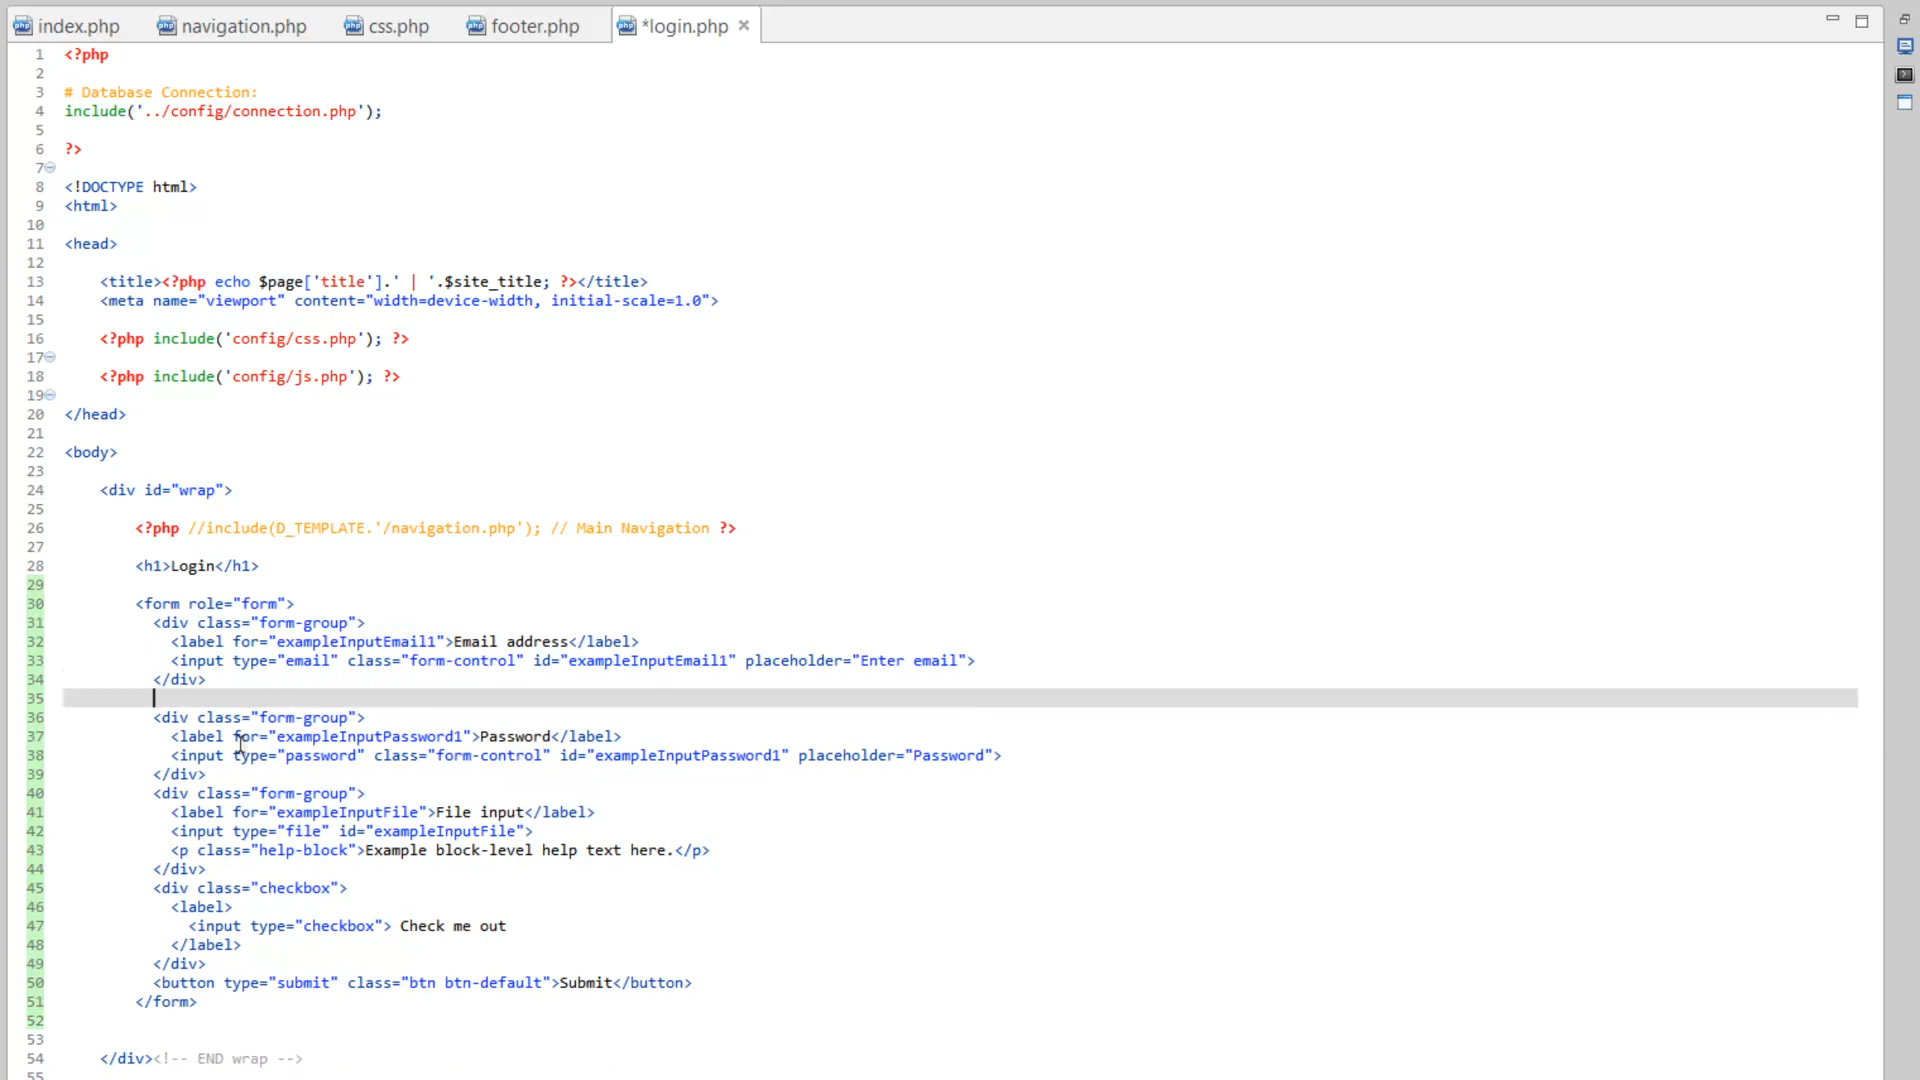 index.php navigation.php css.php footer.php *login.php
1 <?php
2
3 # Database Connection:
4 include('../config/connection.php');
5
6 ?>
7
8 <!DOCTYPE html>
9 <html>
10
11 <head>
12
13 <title><?php echo $page['title'].' | '.$site_title; ?></title>
14 <meta name="viewport" content="width=device-width, initial-scale=1.0">
15
16 <?php include('config/css.php'); ?>
17
18 <?php include('config/js.php'); ?>
19
20 </head>
21
22 <body>
23
24 <div id="wrap">
25
26 <?php //include(D_TEMPLATE.'/navigation.php'); // Main Navigation ?>
27
28 <h1>Login</h1>
29
30 <form role="form">
31 <div class="form-group">
32 <label for="exampleInputEmail1">Email address</label>
33 <input type="email" class="form-control" id="exampleInputEmail1" placeholder="Enter email">
34 </div>
35
36 <div class="form-group">
37 <label for="exampleInputPassword1">Password</label>
38 <input type="password" class="form-control" id="exampleInputPassword1" placeholder="Password">
39 </div>
40 <div class="form-group">
41 <label for="exampleInputFile">File input</label>
42 <input type="file" id="exampleInputFile">
43 <p class="help-block">Example block-level help text here.</p>
44 </div>
45 <div class="checkbox">
46 <label>
47 <input type="checkbox"> Check me out
48 </label>
49 </div>
50 <button type="submit" class="btn btn-default">Submit</button>
51 </form>
52
53
54 </div><!-- END wrap -->
55